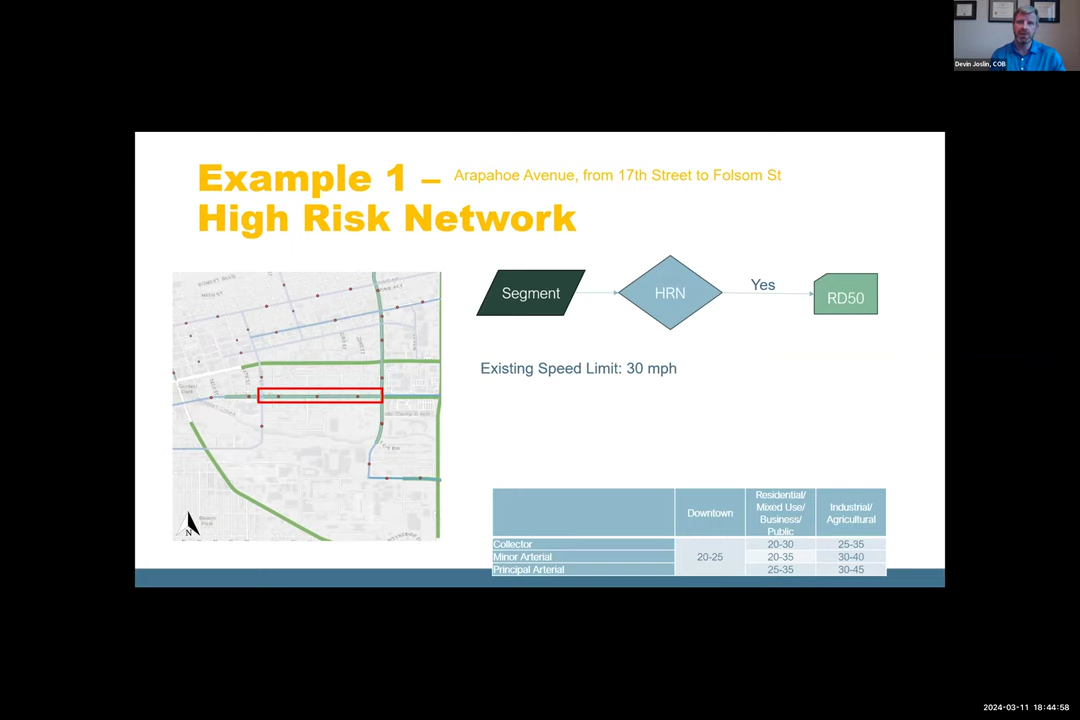 Devin Joslin, COB
Example 1 – Arapahoe Avenue, from 17th Street to Folsom St
High Risk Network
Segment
HRN
Yes
RD50
Existing Speed Limit: 30 mph
N
Downtown
Residential/
Mixed Use/
Business/
Public
Industrial/
Agricultural
Collector 20-30 25-35
Minor Arterial 20-25 20-35 30-40
Principal Arterial 25-35 30-45
2024-03-11 18:44:58